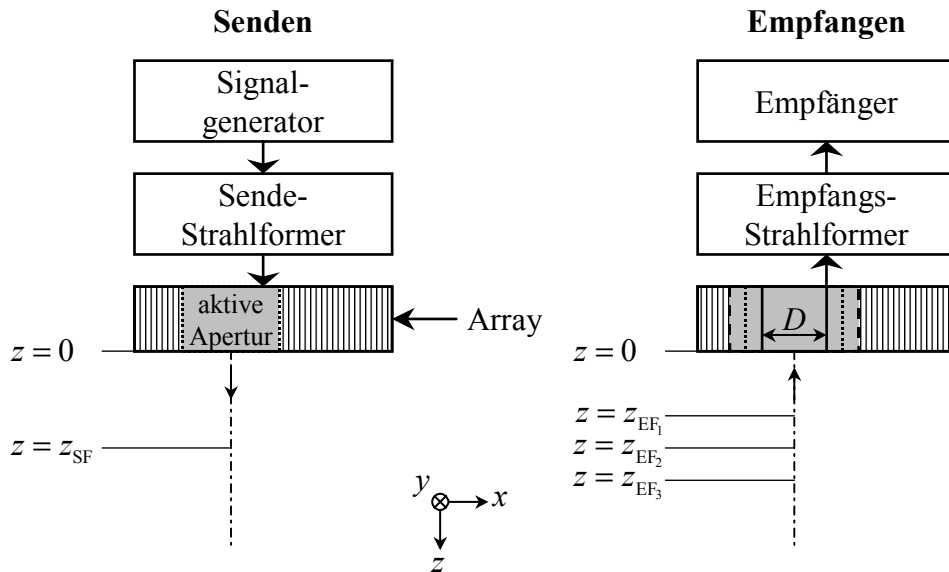 Senden
Signal-
generator
Sende-
Strahlformer
aktive
Apertur
Array
z = 0
z = z_SF
Empfangen
Empfänger
Empfangs-
Strahlformer
D
z = 0
z = z_EF₁
z = z_EF₂
z = z_EF₃
y
x
z